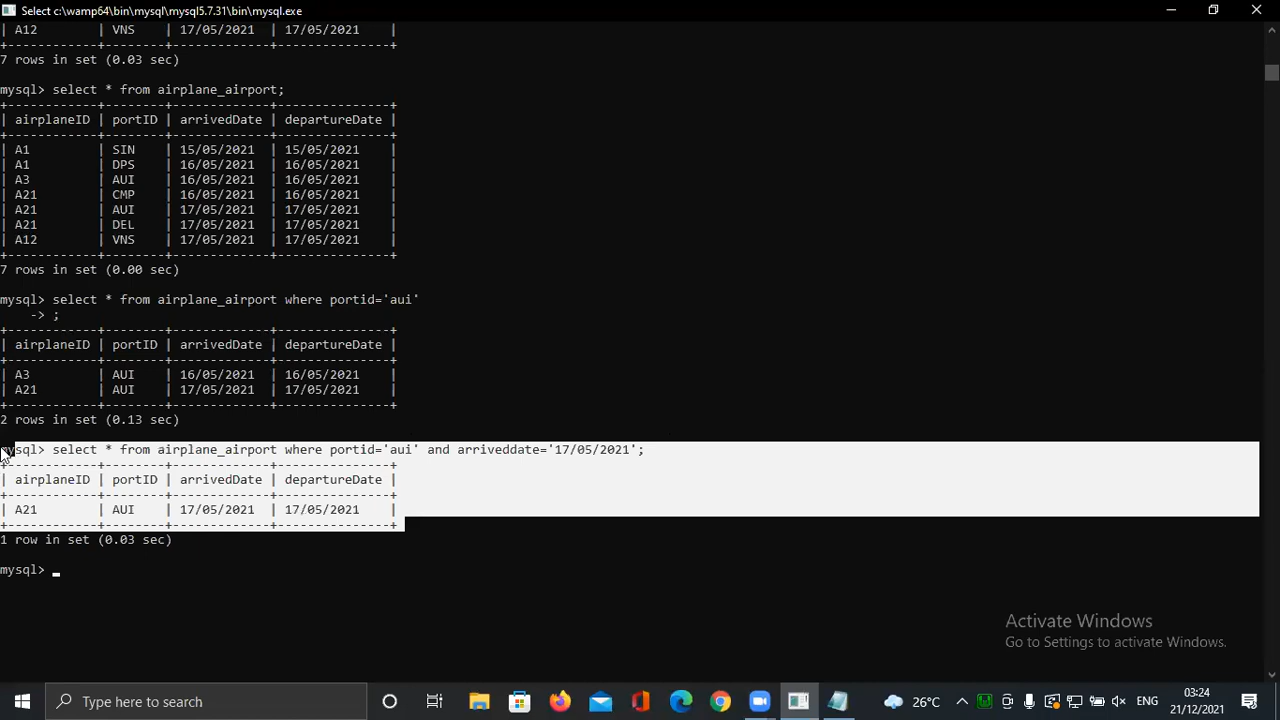 Select c:\wamp64\bin\mysql\mysql5.7.31\bin\mysql.exe
| A12        | VNS    | 17/05/2021  | 17/05/2021    |
+------------+--------+-------------+---------------+
7 rows in set (0.03 sec)
mysql> select * from airplane_airport;
+------------+--------+-------------+---------------+
| airplaneID | portID | arrivedDate | departureDate |
+------------+--------+-------------+---------------+
| A1         | SIN    | 15/05/2021  | 15/05/2021    |
| A1         | DPS    | 16/05/2021  | 16/05/2021    |
| A3         | AUI    | 16/05/2021  | 16/05/2021    |
| A21        | CMP    | 16/05/2021  | 16/05/2021    |
| A21        | AUI    | 17/05/2021  | 17/05/2021    |
| A21        | DEL    | 17/05/2021  | 17/05/2021    |
| A12        | VNS    | 17/05/2021  | 17/05/2021    |
+------------+--------+-------------+---------------+
7 rows in set (0.00 sec)
mysql> select * from airplane_airport where portid='aui'
    -> ;
+------------+--------+-------------+---------------+
| airplaneID | portID | arrivedDate | departureDate |
+------------+--------+-------------+---------------+
| A3         | AUI    | 16/05/2021  | 16/05/2021    |
| A21        | AUI    | 17/05/2021  | 17/05/2021    |
+------------+--------+-------------+---------------+
2 rows in set (0.13 sec)
mysql> select * from airplane_airport where portid='aui' and arriveddate='17/05/2021';
+------------+--------+-------------+---------------+
| airplaneID | portID | arrivedDate | departureDate |
+------------+--------+-------------+---------------+
| A21        | AUI    | 17/05/2021  | 17/05/2021    |
+------------+--------+-------------+---------------+
1 row in set (0.03 sec)
mysql>
Activate Windows
Go to Settings to activate Windows.
Type here to search
26°C
ENG
03:24
21/12/2021